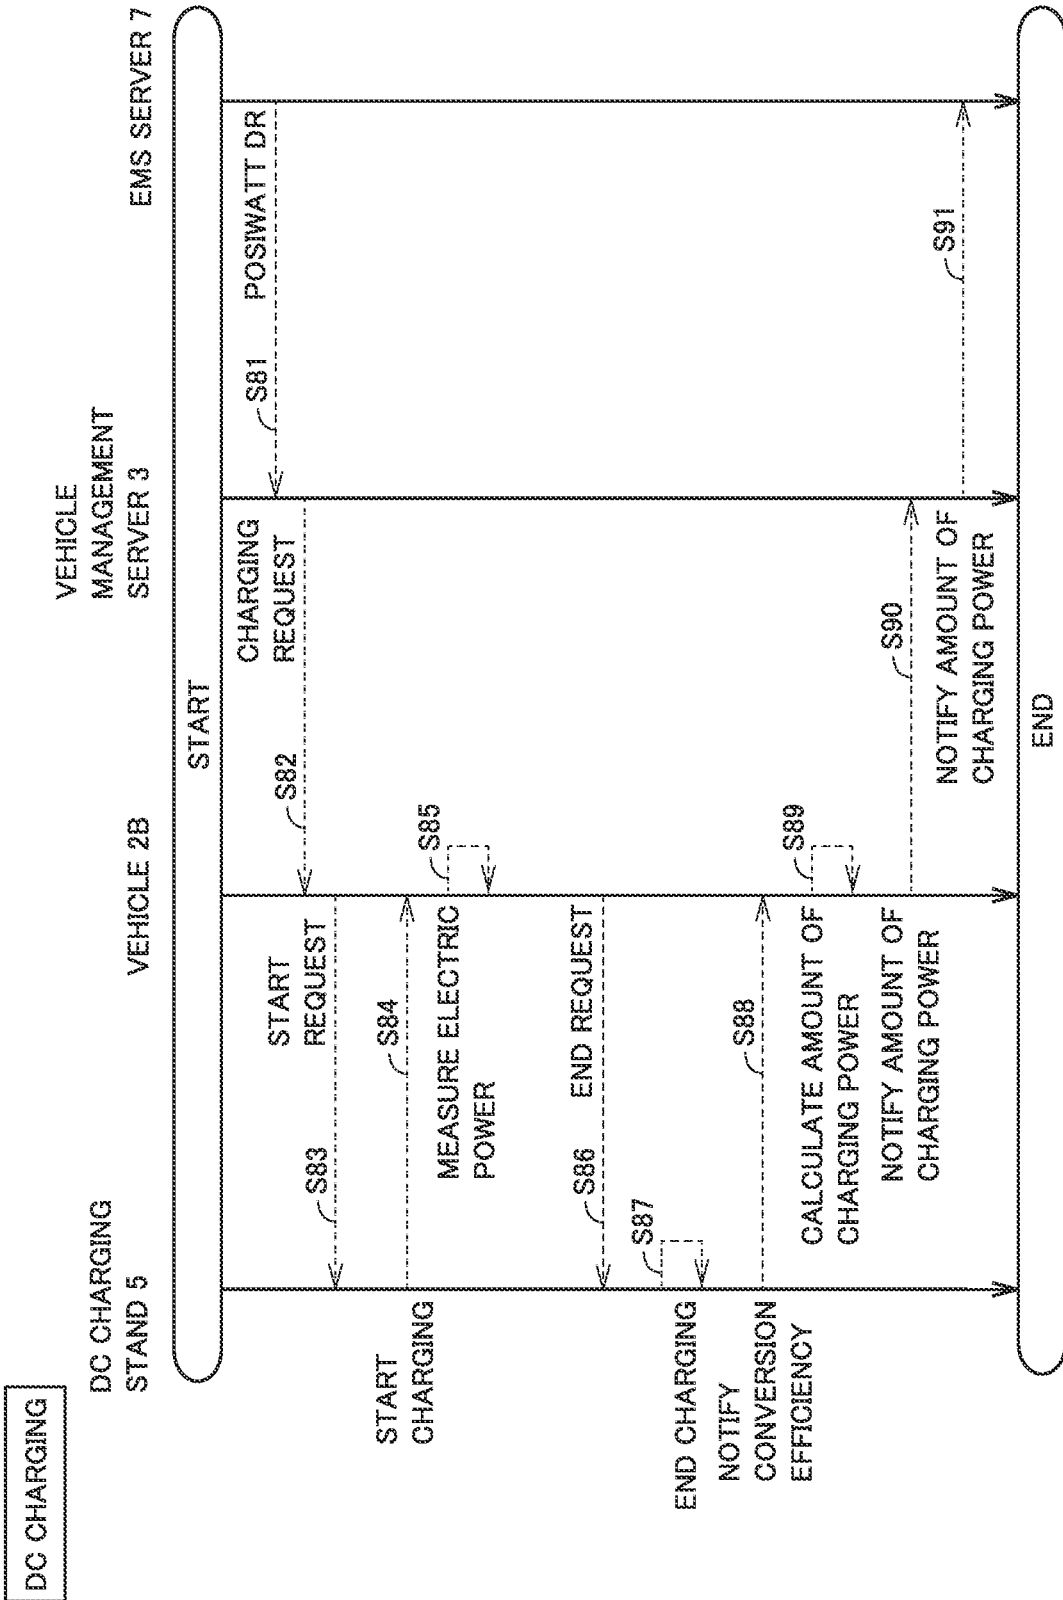 DC CHARGING
DC CHARGING
STAND 5
VEHICLE 2B
VEHICLE
MANAGEMENT
SERVER 3
EMS SERVER 7
START
S81
POSIWATT DR
S82
CHARGING
REQUEST
S83
START
REQUEST
START
CHARGING
S84
MEASURE ELECTRIC
POWER
S85
S86
END REQUEST
END CHARGING
S87
NOTIFY
CONVERSION
EFFICIENCY
S88
CALCULATE AMOUNT OF
CHARGING POWER
S89
NOTIFY AMOUNT OF
CHARGING POWER
S90
NOTIFY AMOUNT OF
CHARGING POWER
S91
END